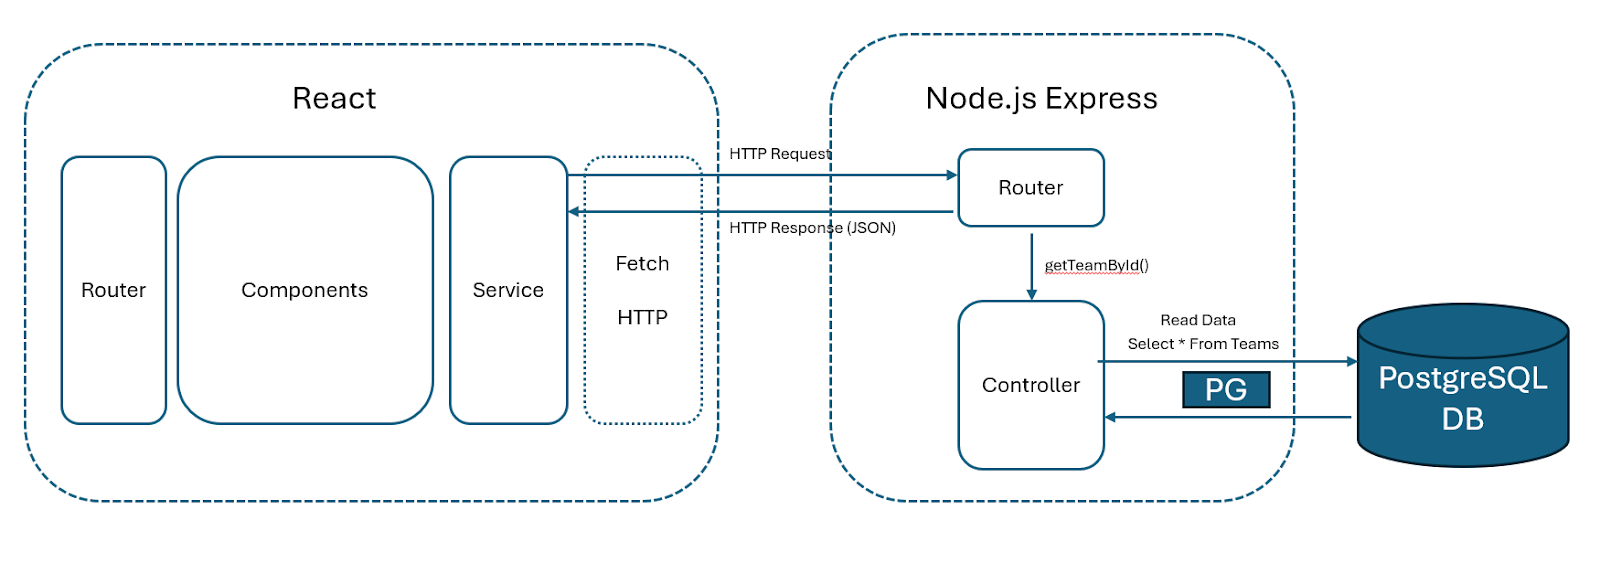 React
Router
Components
Service
Fetch
HTTP
HTTP Request
HTTP Response (JSON)
Node.js Express
Router
getTeamById()
Controller
Read Data
Select * From Teams
PG
PostgreSQL
DB